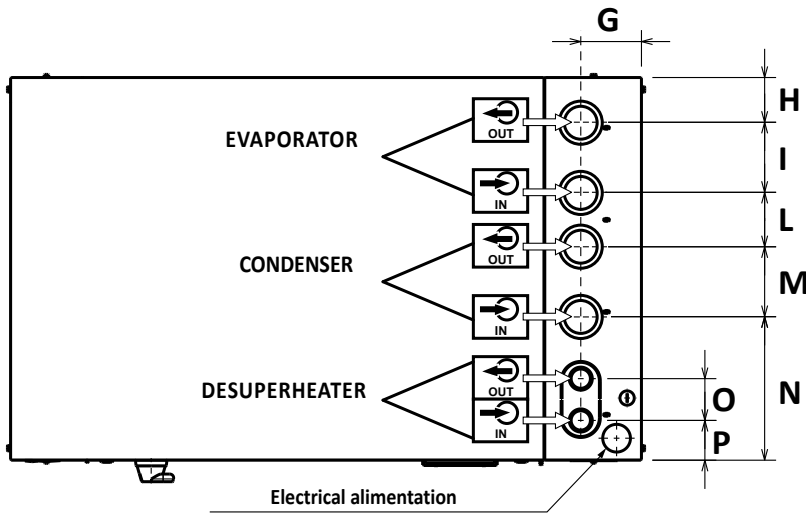 G
H
OUT
EVAPORATOR
I
IN
L
OUT
CONDENSER
M
IN
OUT
DESUPERHEATER
O
N
IN
P
Electrical alimentation